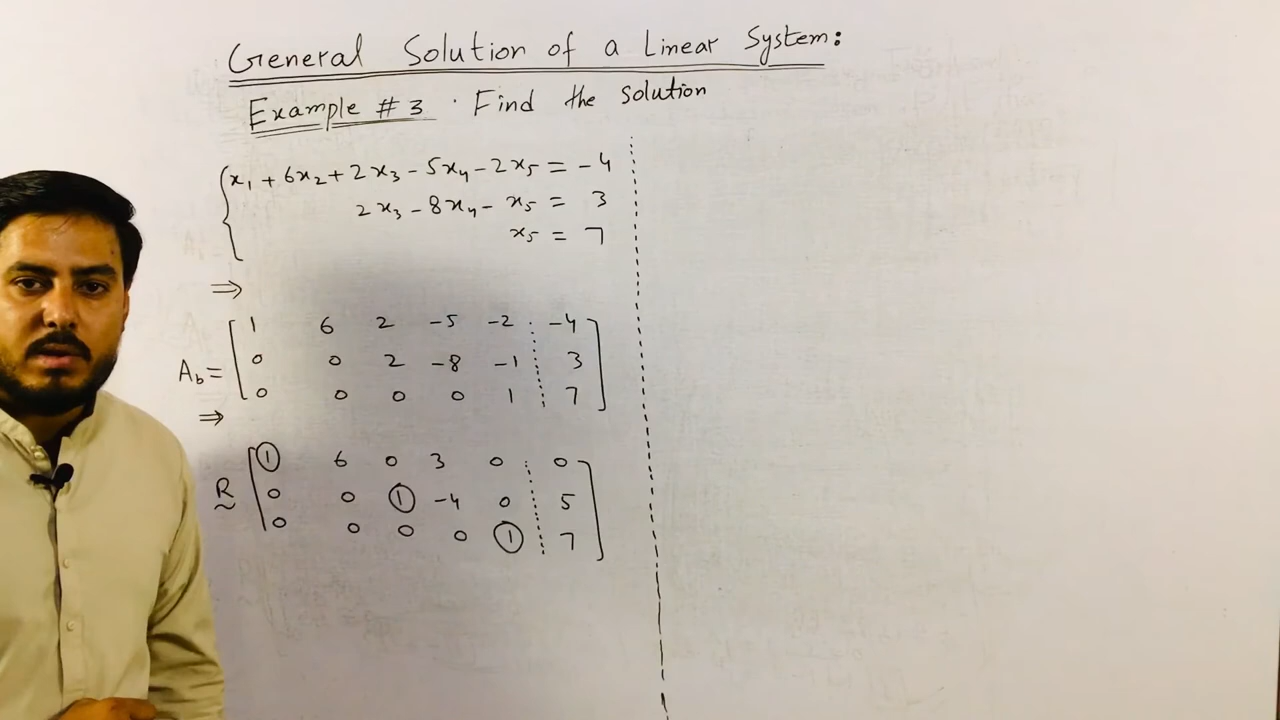 General Solution of a Linear System:
Example # 3 . Find the solution
x₁ + 6x₂ + 2x₃ - 5x₄ - 2x₅ = -4
2x₃ - 8x₄ - x₅ = 3
x₅ = 7
⇒
1 6 2 -5 -2 -4
A_b = 0 0 2 -8 -1 3
0 0 0 0 1 7
⇒
1 6 0 3 0 0
R 0 0 1 -4 0 5
0 0 0 0 1 7